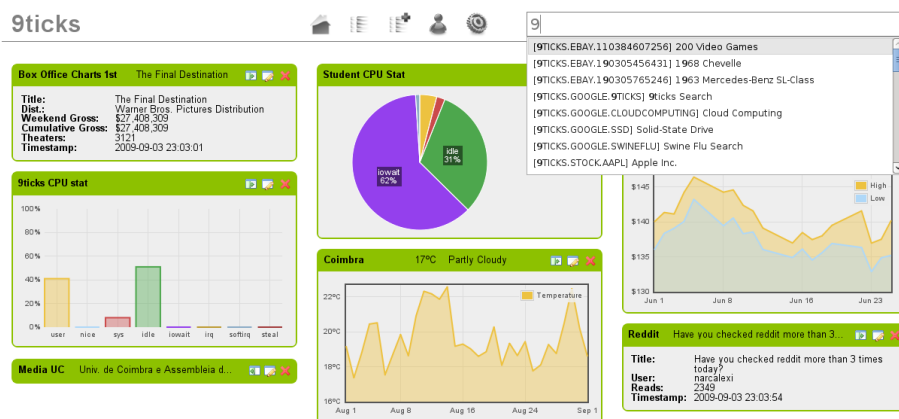 9ticks
9
[9TICKS.EBAY.110384607256] 200 Video Games
[9TICKS.EBAY.190305456431] 1968 Chevelle
[9TICKS.EBAY.190305765246] 1963 Mercedes-Benz SL-Class
[9TICKS.GOOGLE.9TICKS] 9ticks Search
[9TICKS.GOOGLE.CLOUDCOMPUTING] Cloud Computing
[9TICKS.GOOGLE.SSD] Solid-State Drive
[9TICKS.GOOGLE.SWINEFLU] Swine Flu Search
[9TICKS.STOCK.AAPL] Apple Inc.
Box Office Charts 1st The Final Destination
Title: The Final Destination
Dist.: Warner Bros. Pictures Distribution
Weekend Gross: $27,408,309
Cumulative Gross: $27,408,309
Theaters: 3121
Timestamp: 2009-09-03 23:03:01
9ticks CPU stat
100%
80%
60%
40%
20%
0%
user nice sys idle iowait irq softirq steal
Media UC Univ. de Coimbra e Assembleia d...
Student CPU Stat
idle
31%
iowait
62%
Coimbra 17ºC Partly Cloudy
Temperature
22ºC
20ºC
18ºC
16ºC
Aug 1 Aug 8 Aug 16 Aug 24 Sep 1
High
Low
$145
$140
$135
$130
Jun 1 Jun 8 Jun 16 Jun 23
Reddit Have you checked reddit more than 3...
Title: Have you checked reddit more than 3 times
today?
User: narcalexi
Reads: 2349
Timestamp: 2009-09-03 23:03:54